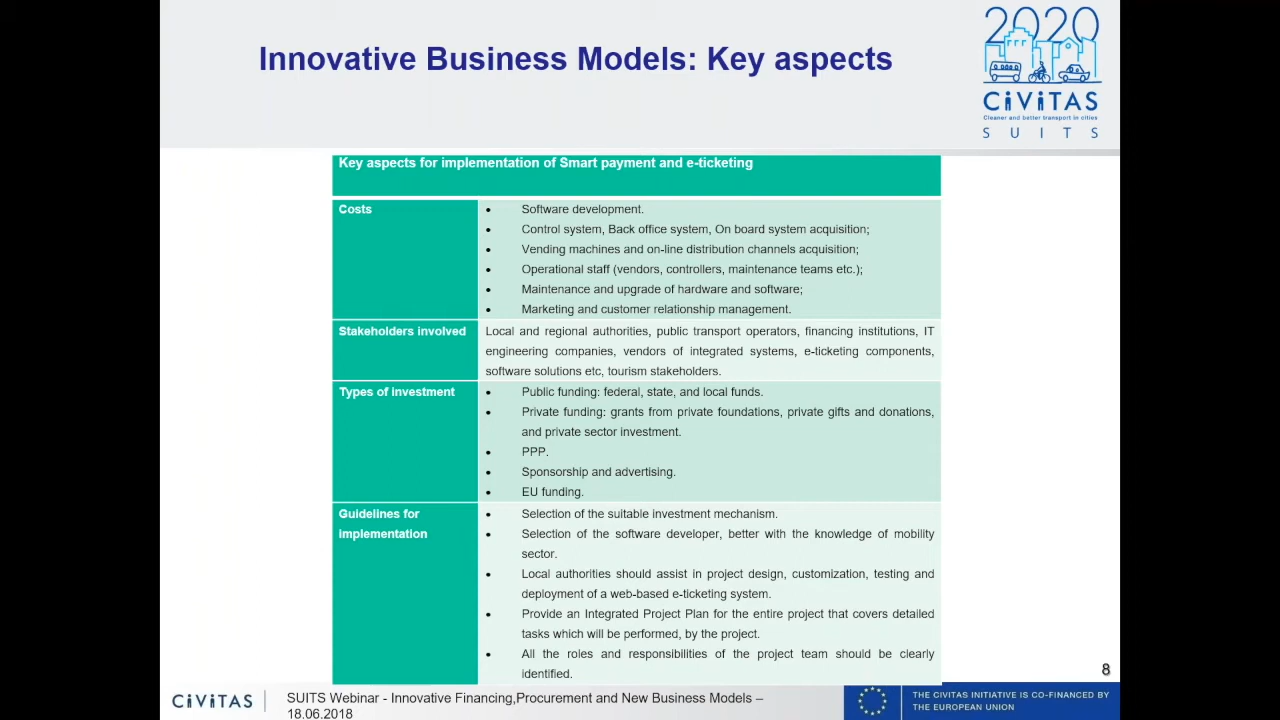 Innovative Business Models: Key aspects
2020
CiViTAS
Cleaner and better transport in cities
S U I T S
Key aspects for implementation of Smart payment and e-ticketing
Costs
• Software development.
• Control system, Back office system, On board system acquisition;
• Vending machines and on-line distribution channels acquisition;
• Operational staff (vendors, controllers, maintenance teams etc.);
• Maintenance and upgrade of hardware and software;
• Marketing and customer relationship management.
Stakeholders involved
Local and regional authorities, public transport operators, financing institutions, IT
engineering companies, vendors of integrated systems, e-ticketing components,
software solutions etc, tourism stakeholders.
Types of investment
• Public funding: federal, state, and local funds.
• Private funding: grants from private foundations, private gifts and donations,
and private sector investment.
• PPP.
• Sponsorship and advertising.
• EU funding.
Guidelines for
implementation
• Selection of the suitable investment mechanism.
• Selection of the software developer, better with the knowledge of mobility
sector.
• Local authorities should assist in project design, customization, testing and
deployment of a web-based e-ticketing system.
• Provide an Integrated Project Plan for the entire project that covers detailed
tasks which will be performed, by the project.
• All the roles and responsibilities of the project team should be clearly
identified.
8
CiViTAS
SUITS Webinar - Innovative Financing,Procurement and New Business Models –
18.06.2018
THE CIVITAS INITIATIVE IS CO-FINANCED BY
THE EUROPEAN UNION